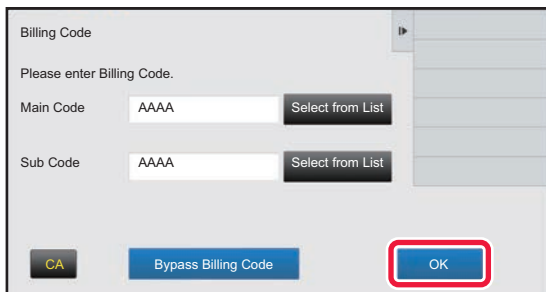 Billing Code
Please enter Billing Code.
Main Code AAAA Select from List
Sub Code AAAA Select from List
CA Bypass Billing Code OK